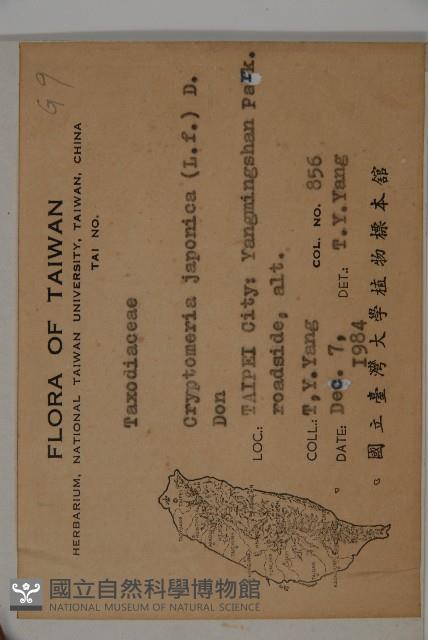 G 9
FLORA OF TAIWAN
HERBARIUM, NATIONAL TAIWAN UNIVERSITY, TAIWAN, CHINA
TAI NO.
Taxodiaceae
Cryptomeria japonica (L.f.) D.
Don
LOC.: TAIPEI City: Yangmingshan Park.
roadside, alt.
COLL.: T,Y.Yang COL. NO. 856
DATE: Dec. 7, DET.: T.Y.Yang
1984
國立臺灣大學植物標本館
國立自然科學博物館
NATIONAL MUSEUM OF NATURAL SCIENCE